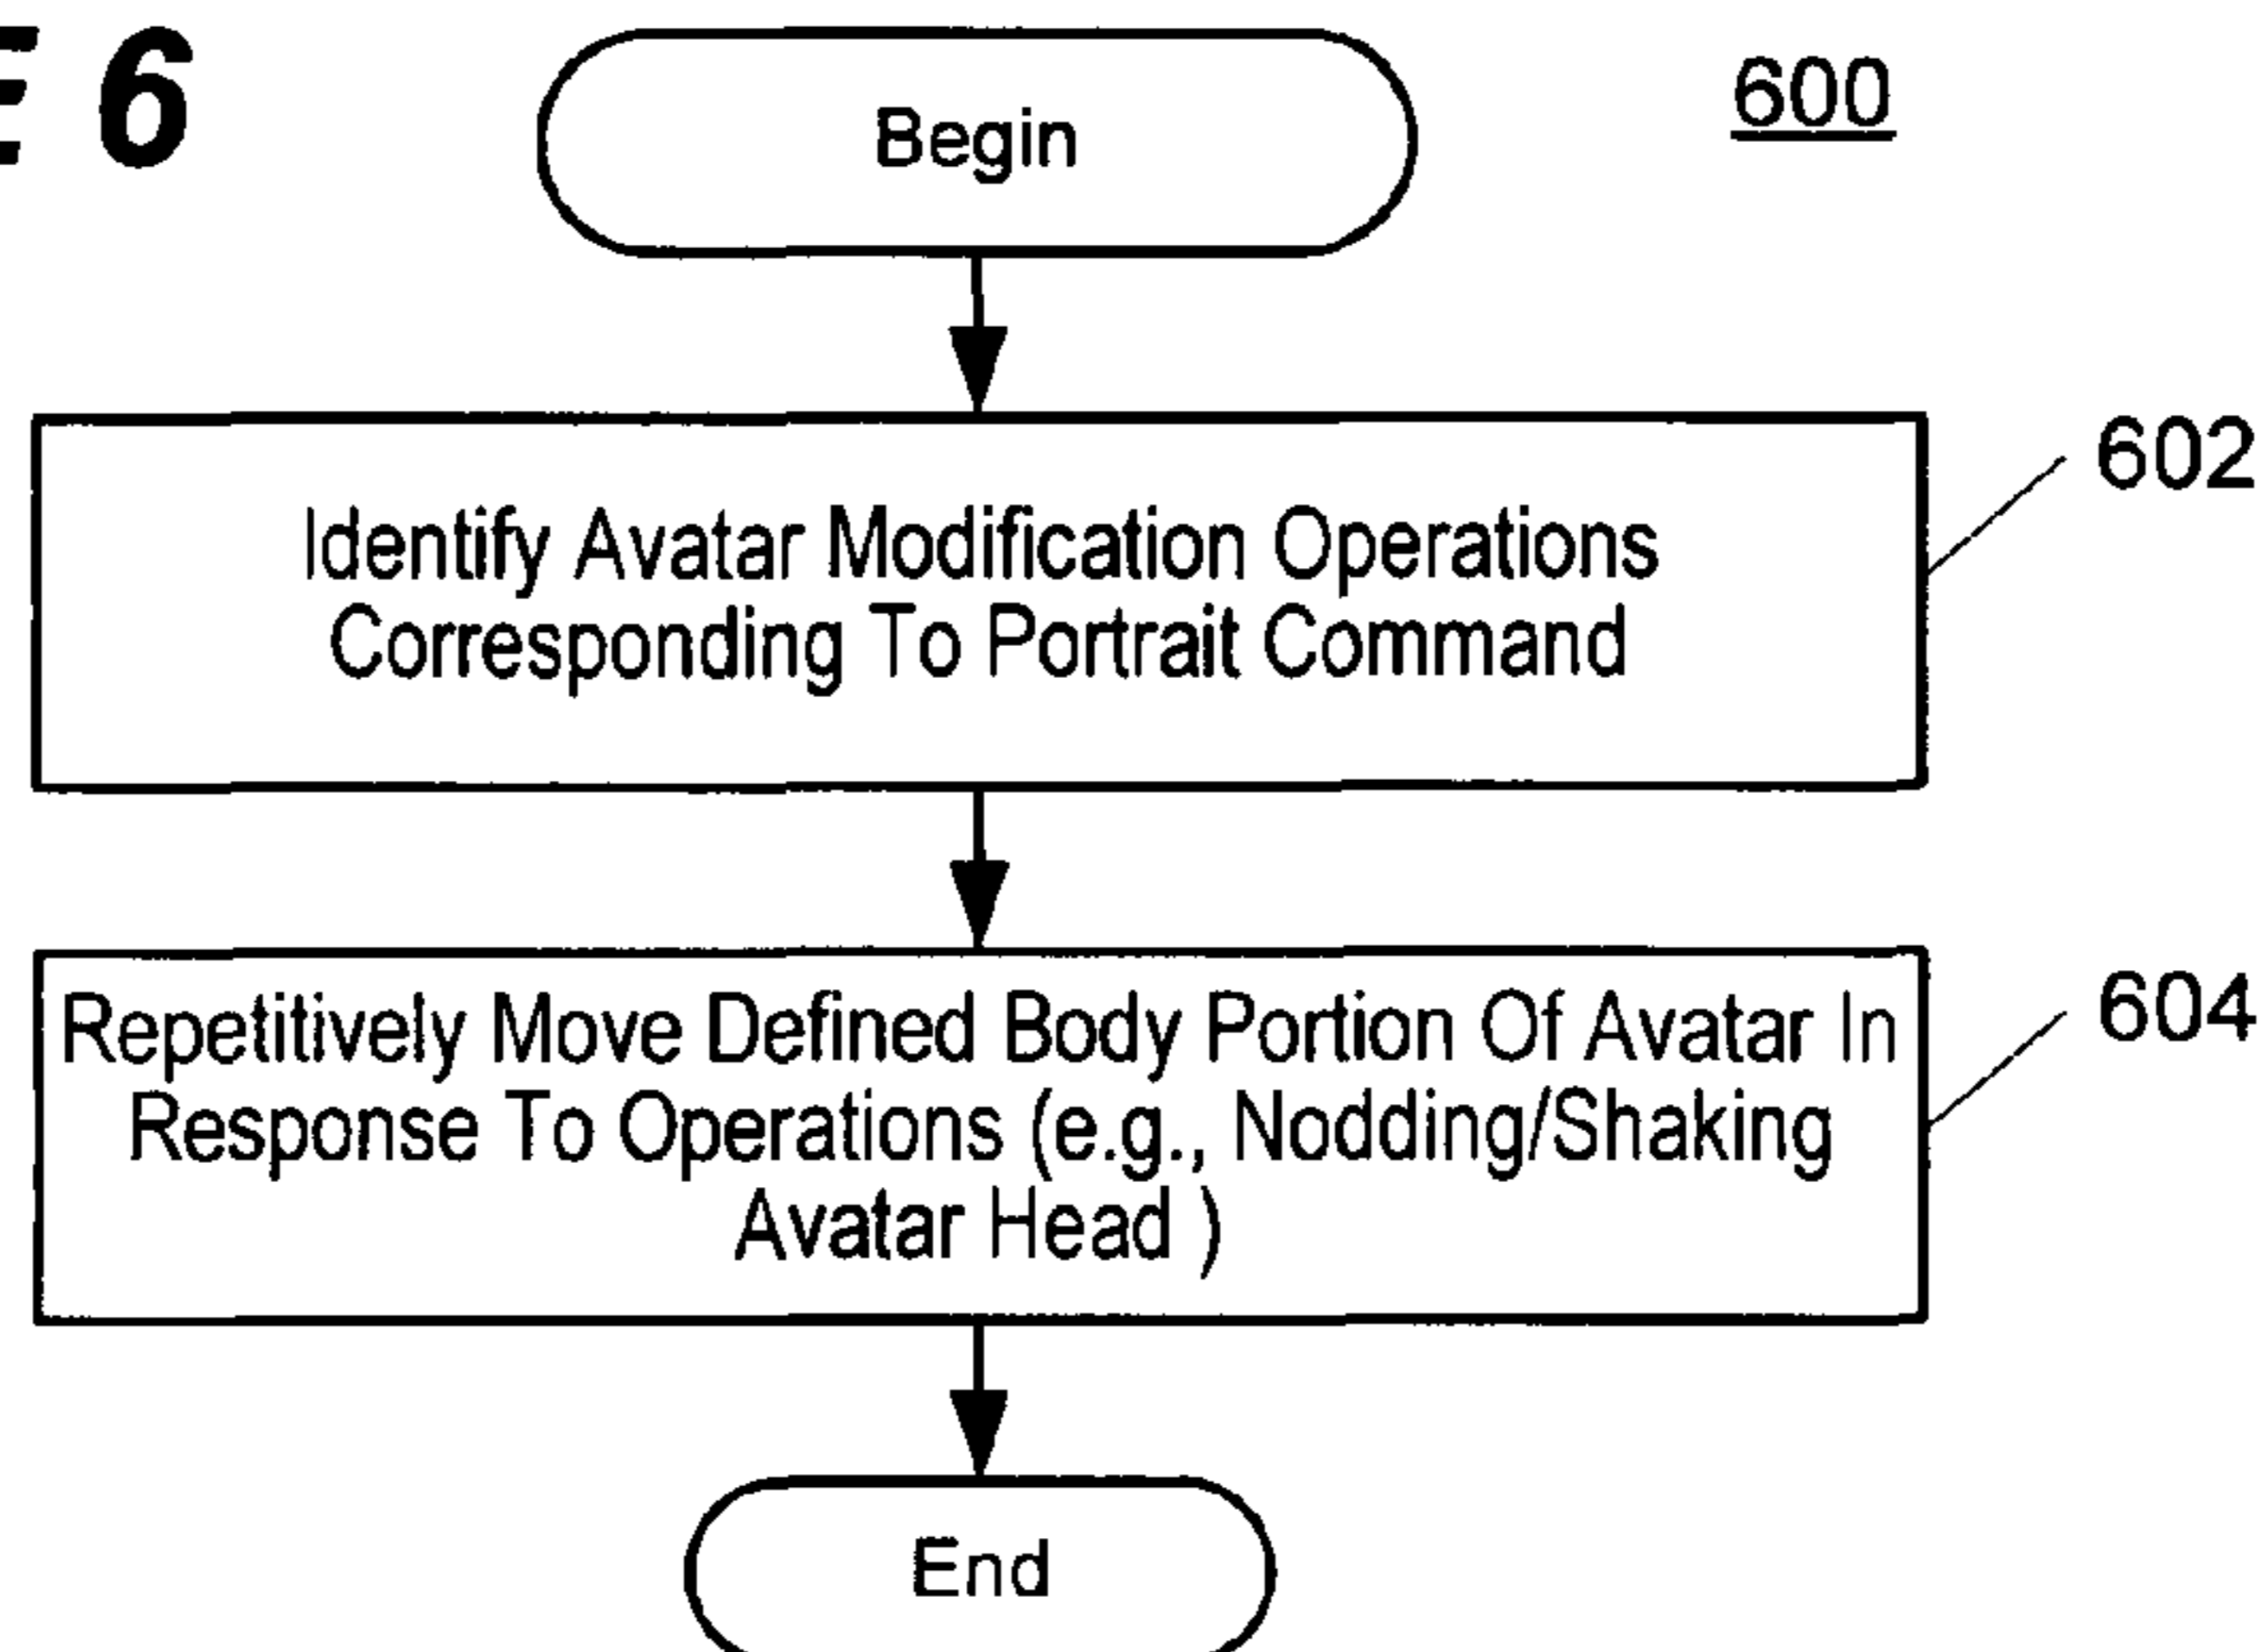 6
Begin
600
602
Identify Avatar Modification Operations
Corresponding To Portrait Command
604
Repetitively Move Defined Body Portion Of Avatar In
Response To Operations (e.g., Nodding/Shaking
Avatar Head )
End